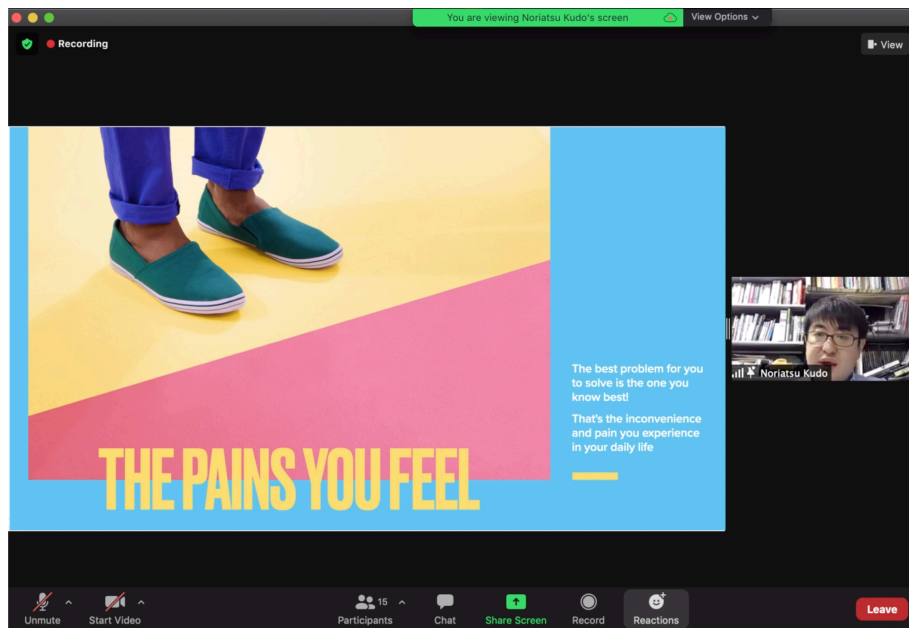 You are viewing Noriatsu Kudo's screen
View Options
Recording
View
The best problem for you
to solve is the one you
know best!
That's the inconvenience
and pain you experience
in your daily life
THE PAINS YOU FEEL
Noriatsu Kudo
15
Unmute
Start Video
Participants
Chat
Share Screen
Record
Reactions
Leave